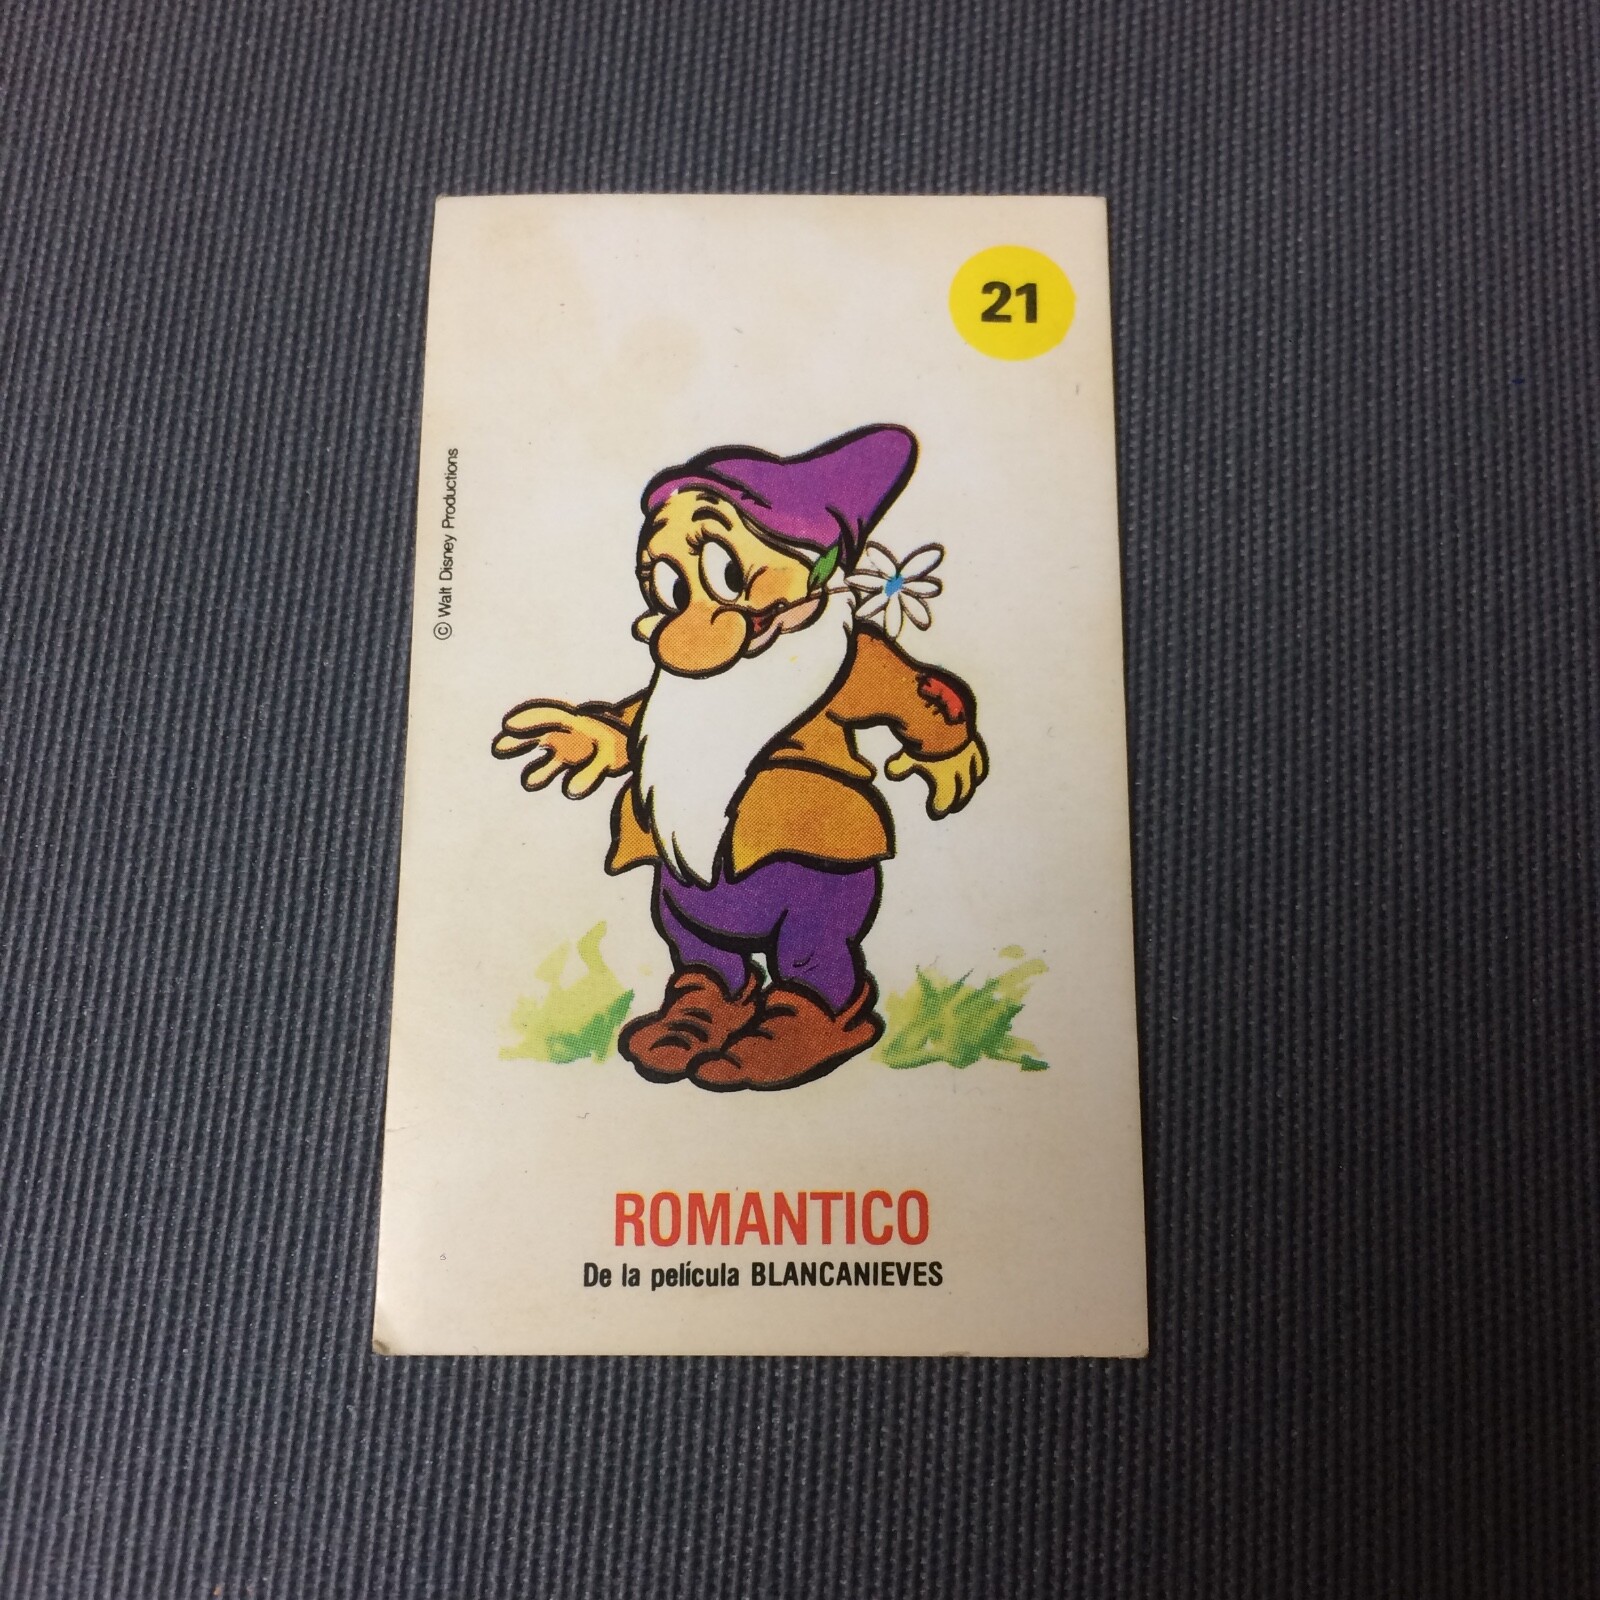 21
© Walt Disney Productions
ROMANTICO
De la película BLANCANIEVES